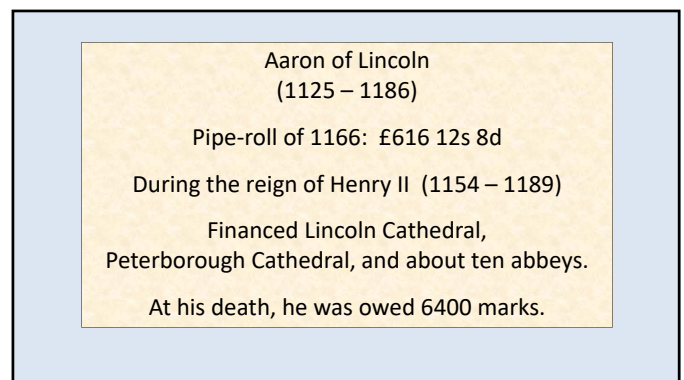 Aaron of Lincoln
(1125 – 1186)
Pipe-roll of 1166:  £616 12s 8d
During the reign of Henry II  (1154 – 1189)
Financed Lincoln Cathedral,
Peterborough Cathedral, and about ten abbeys.
At his death, he was owed 6400 marks.